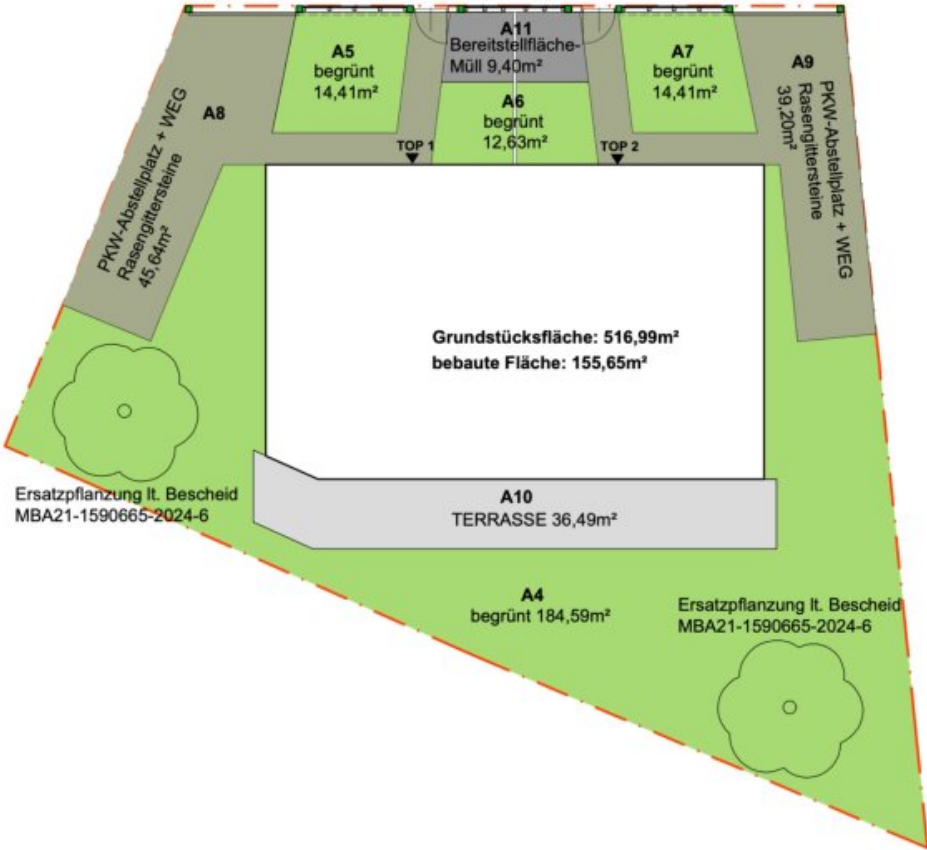 A5
begrünt
14,41m²
A11
Bereitstellfläche-
Müll 9,40m²
A7
begrünt
14,41m²
A9
PKW-Abstellplatz + WEG
Rasengittersteine
39,20m²
A8
PKW-Abstellplatz + WEG
Rasengittersteine
45,64m²
A6
begrünt
12,63m²
TOP 1
TOP 2
Grundstücksfläche: 516,99m²
bebaute Fläche: 155,65m²
Ersatzpflanzung lt. Bescheid
MBA21-1590665-2024-6
A10
TERRASSE 36,49m²
A4
begrünt 184,59m²
Ersatzpflanzung lt. Bescheid
MBA21-1590665-2024-6